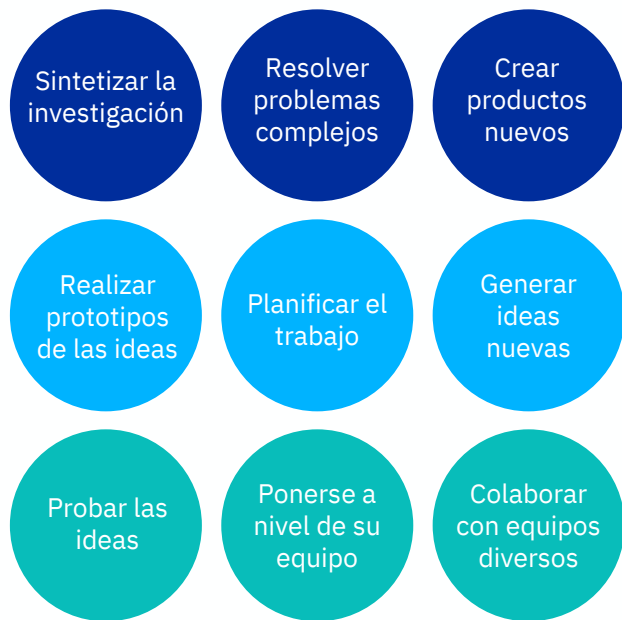 Sintetizar la
investigación
Resolver
problemas
complejos
Crear
productos
nuevos
Realizar
prototipos
de las ideas
Planificar el
trabajo
Generar
ideas
nuevas
Probar las
ideas
Ponerse a
nivel de su
equipo
Colaborar
con equipos
diversos